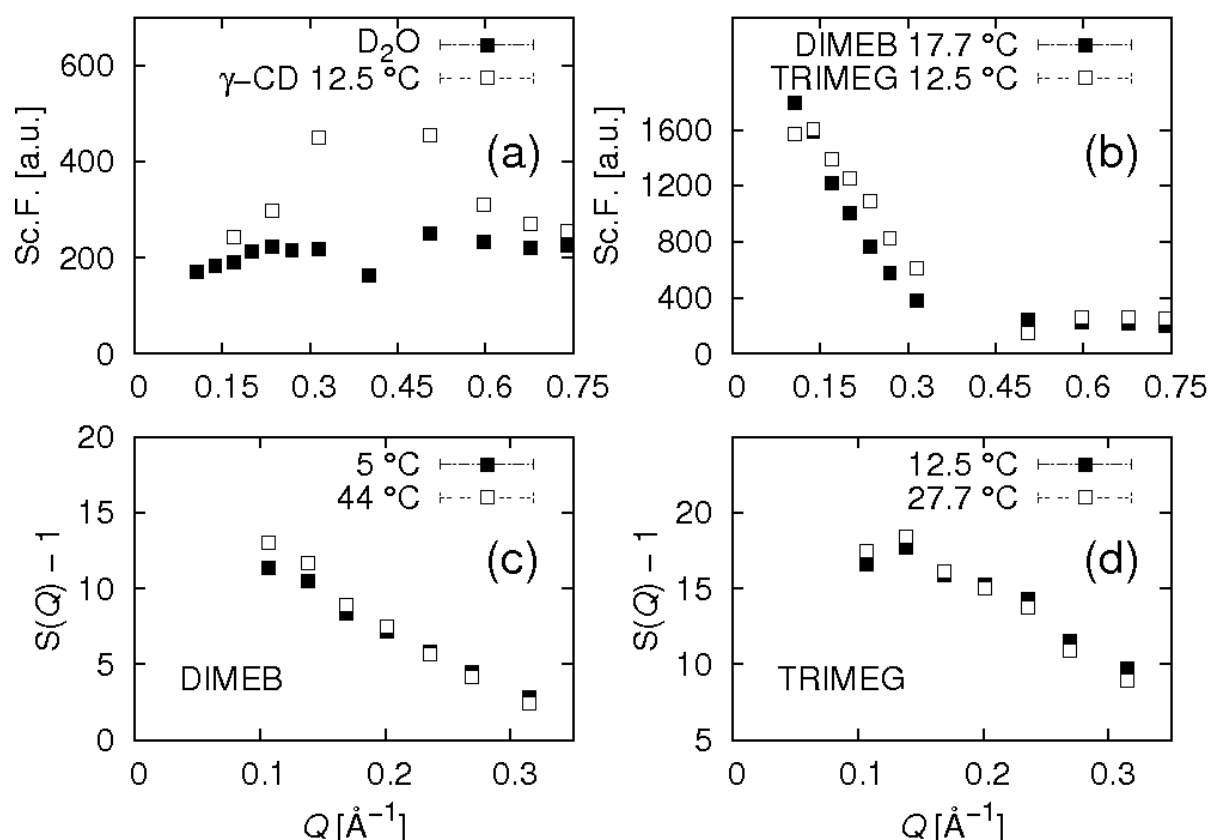 D₂O
γ–CD 12.5 °C
(a)
Sc.F. [a.u.]
600
400
200
0
0 0.15 0.3 0.45 0.6 0.75
DIMEB 17.7 °C
TRIMEG 12.5 °C
(b)
Sc.F. [a.u.]
1600
1200
800
400
0
0 0.15 0.3 0.45 0.6 0.75
5 °C
44 °C
(c)
S(Q) – 1
20
15
10
5
0
DIMEB
0 0.1 0.2 0.3
Q [Å⁻¹]
12.5 °C
27.7 °C
(d)
S(Q) – 1
25
20
15
10
5
TRIMEG
0 0.1 0.2 0.3
Q [Å⁻¹]